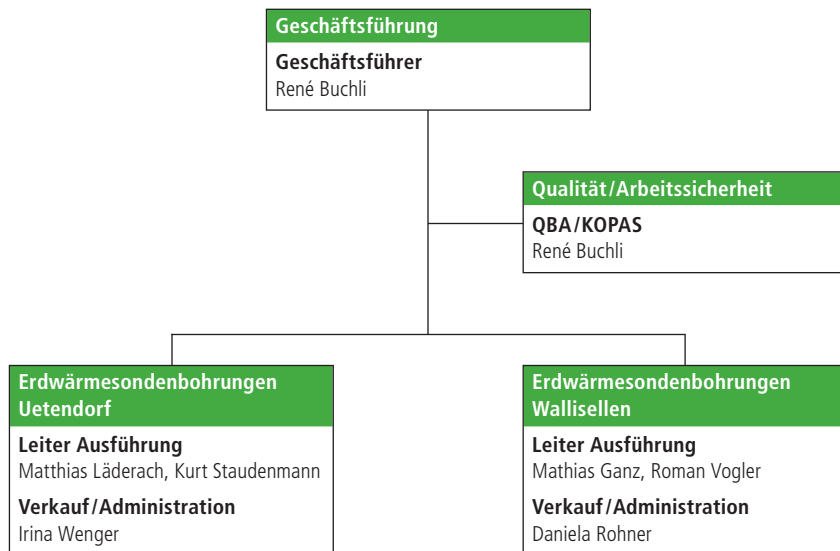 Geschäftsführung
Geschäftsführer
René Buchli
Qualität/Arbeitssicherheit
QBA/KOPAS
René Buchli
Erdwärmesondenbohrungen
Uetendorf
Leiter Ausführung
Matthias Läderach, Kurt Staudenmann
Verkauf/Administration
Irina Wenger
Erdwärmesondenbohrungen
Wallisellen
Leiter Ausführung
Mathias Ganz, Roman Vogler
Verkauf/Administration
Daniela Rohner